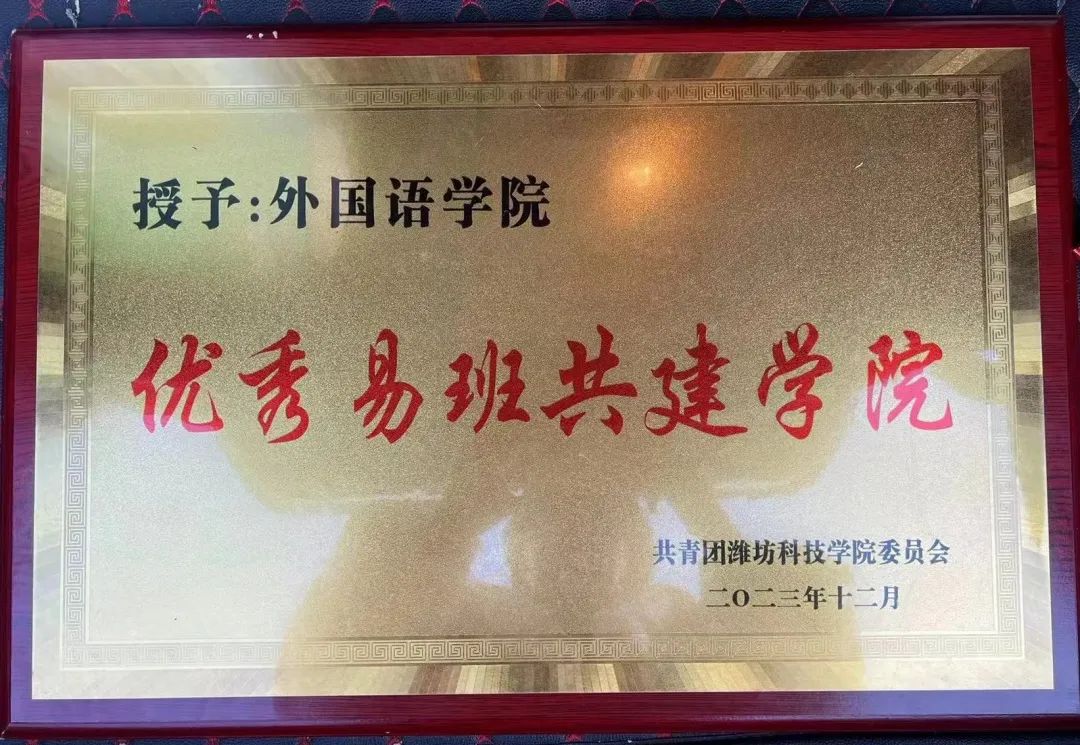 授予:外国语学院
优秀易班共建学院
共青团潍坊科技学院委员会
二O二三年十二月